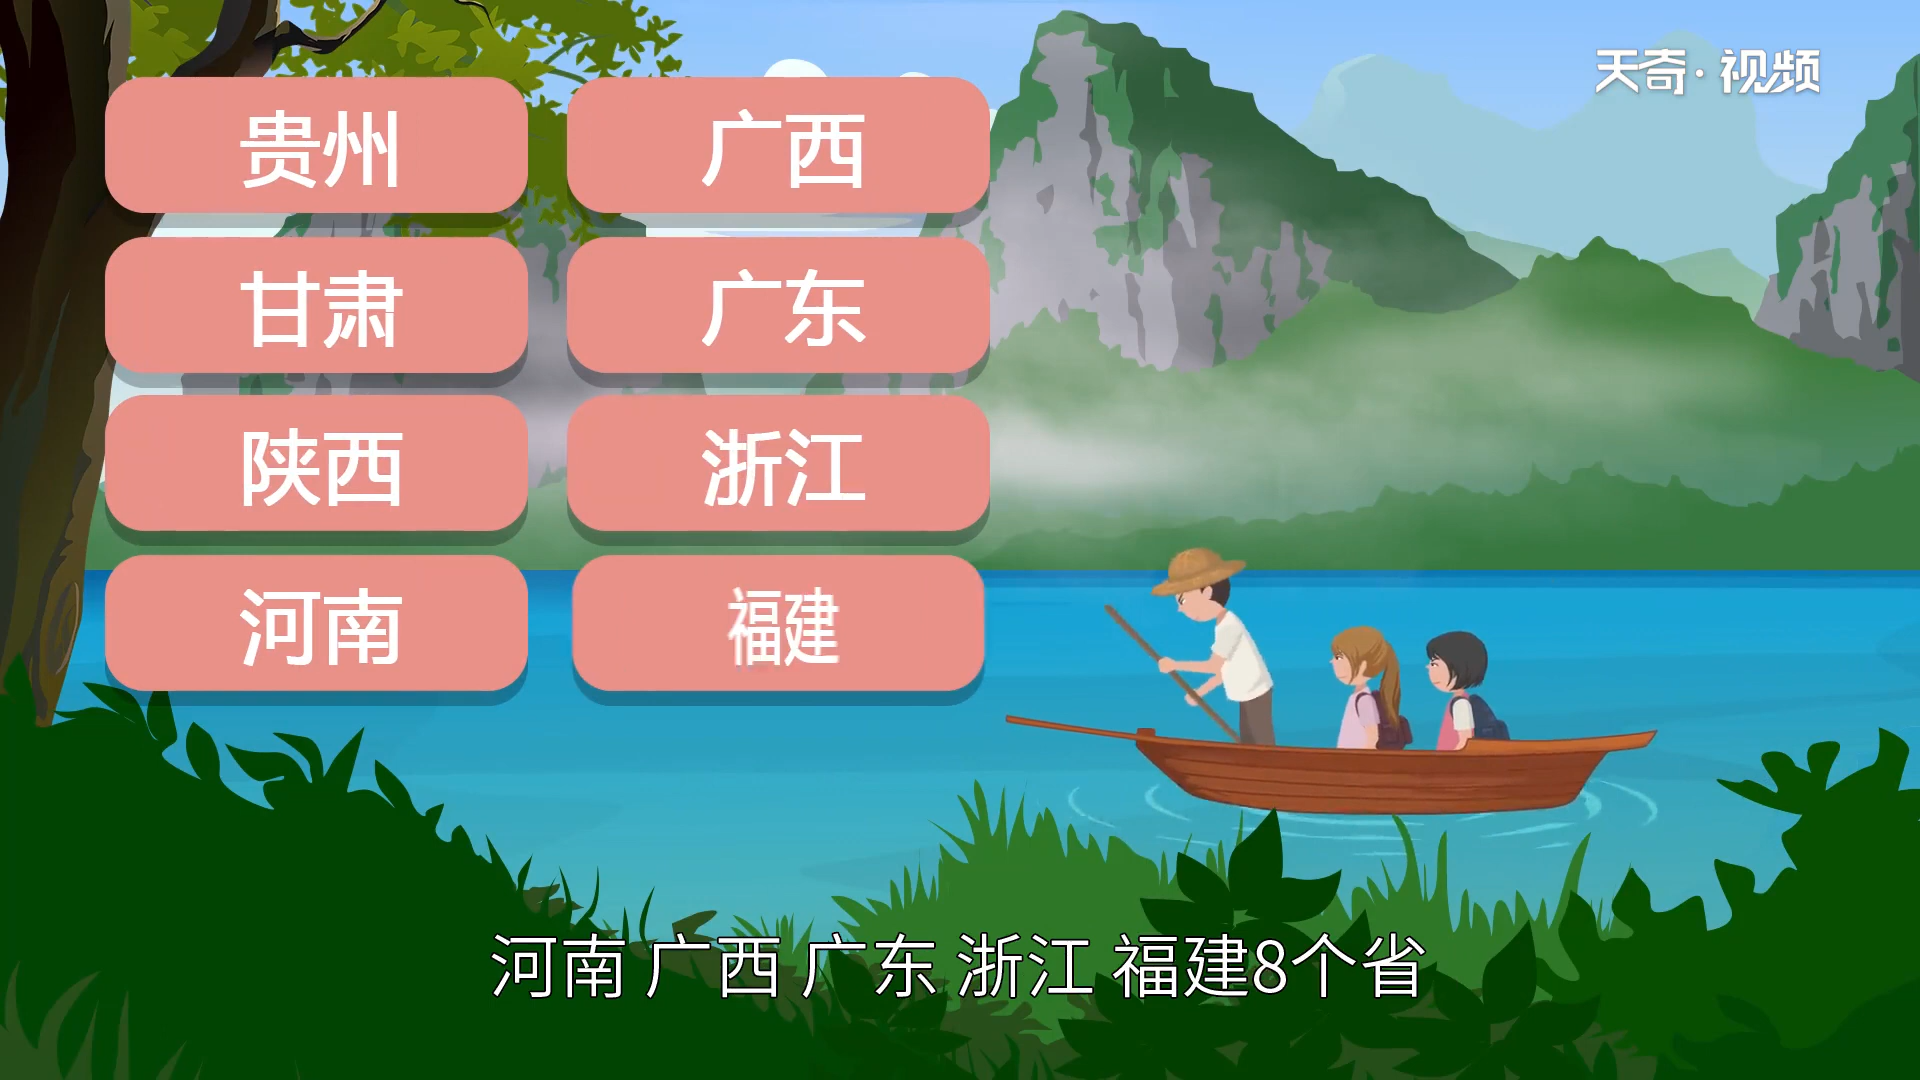 天奇·视频
贵州 广西
甘肃 广东
陕西 浙江
河南 福建
河南 广西 广东 浙江 福建8个省